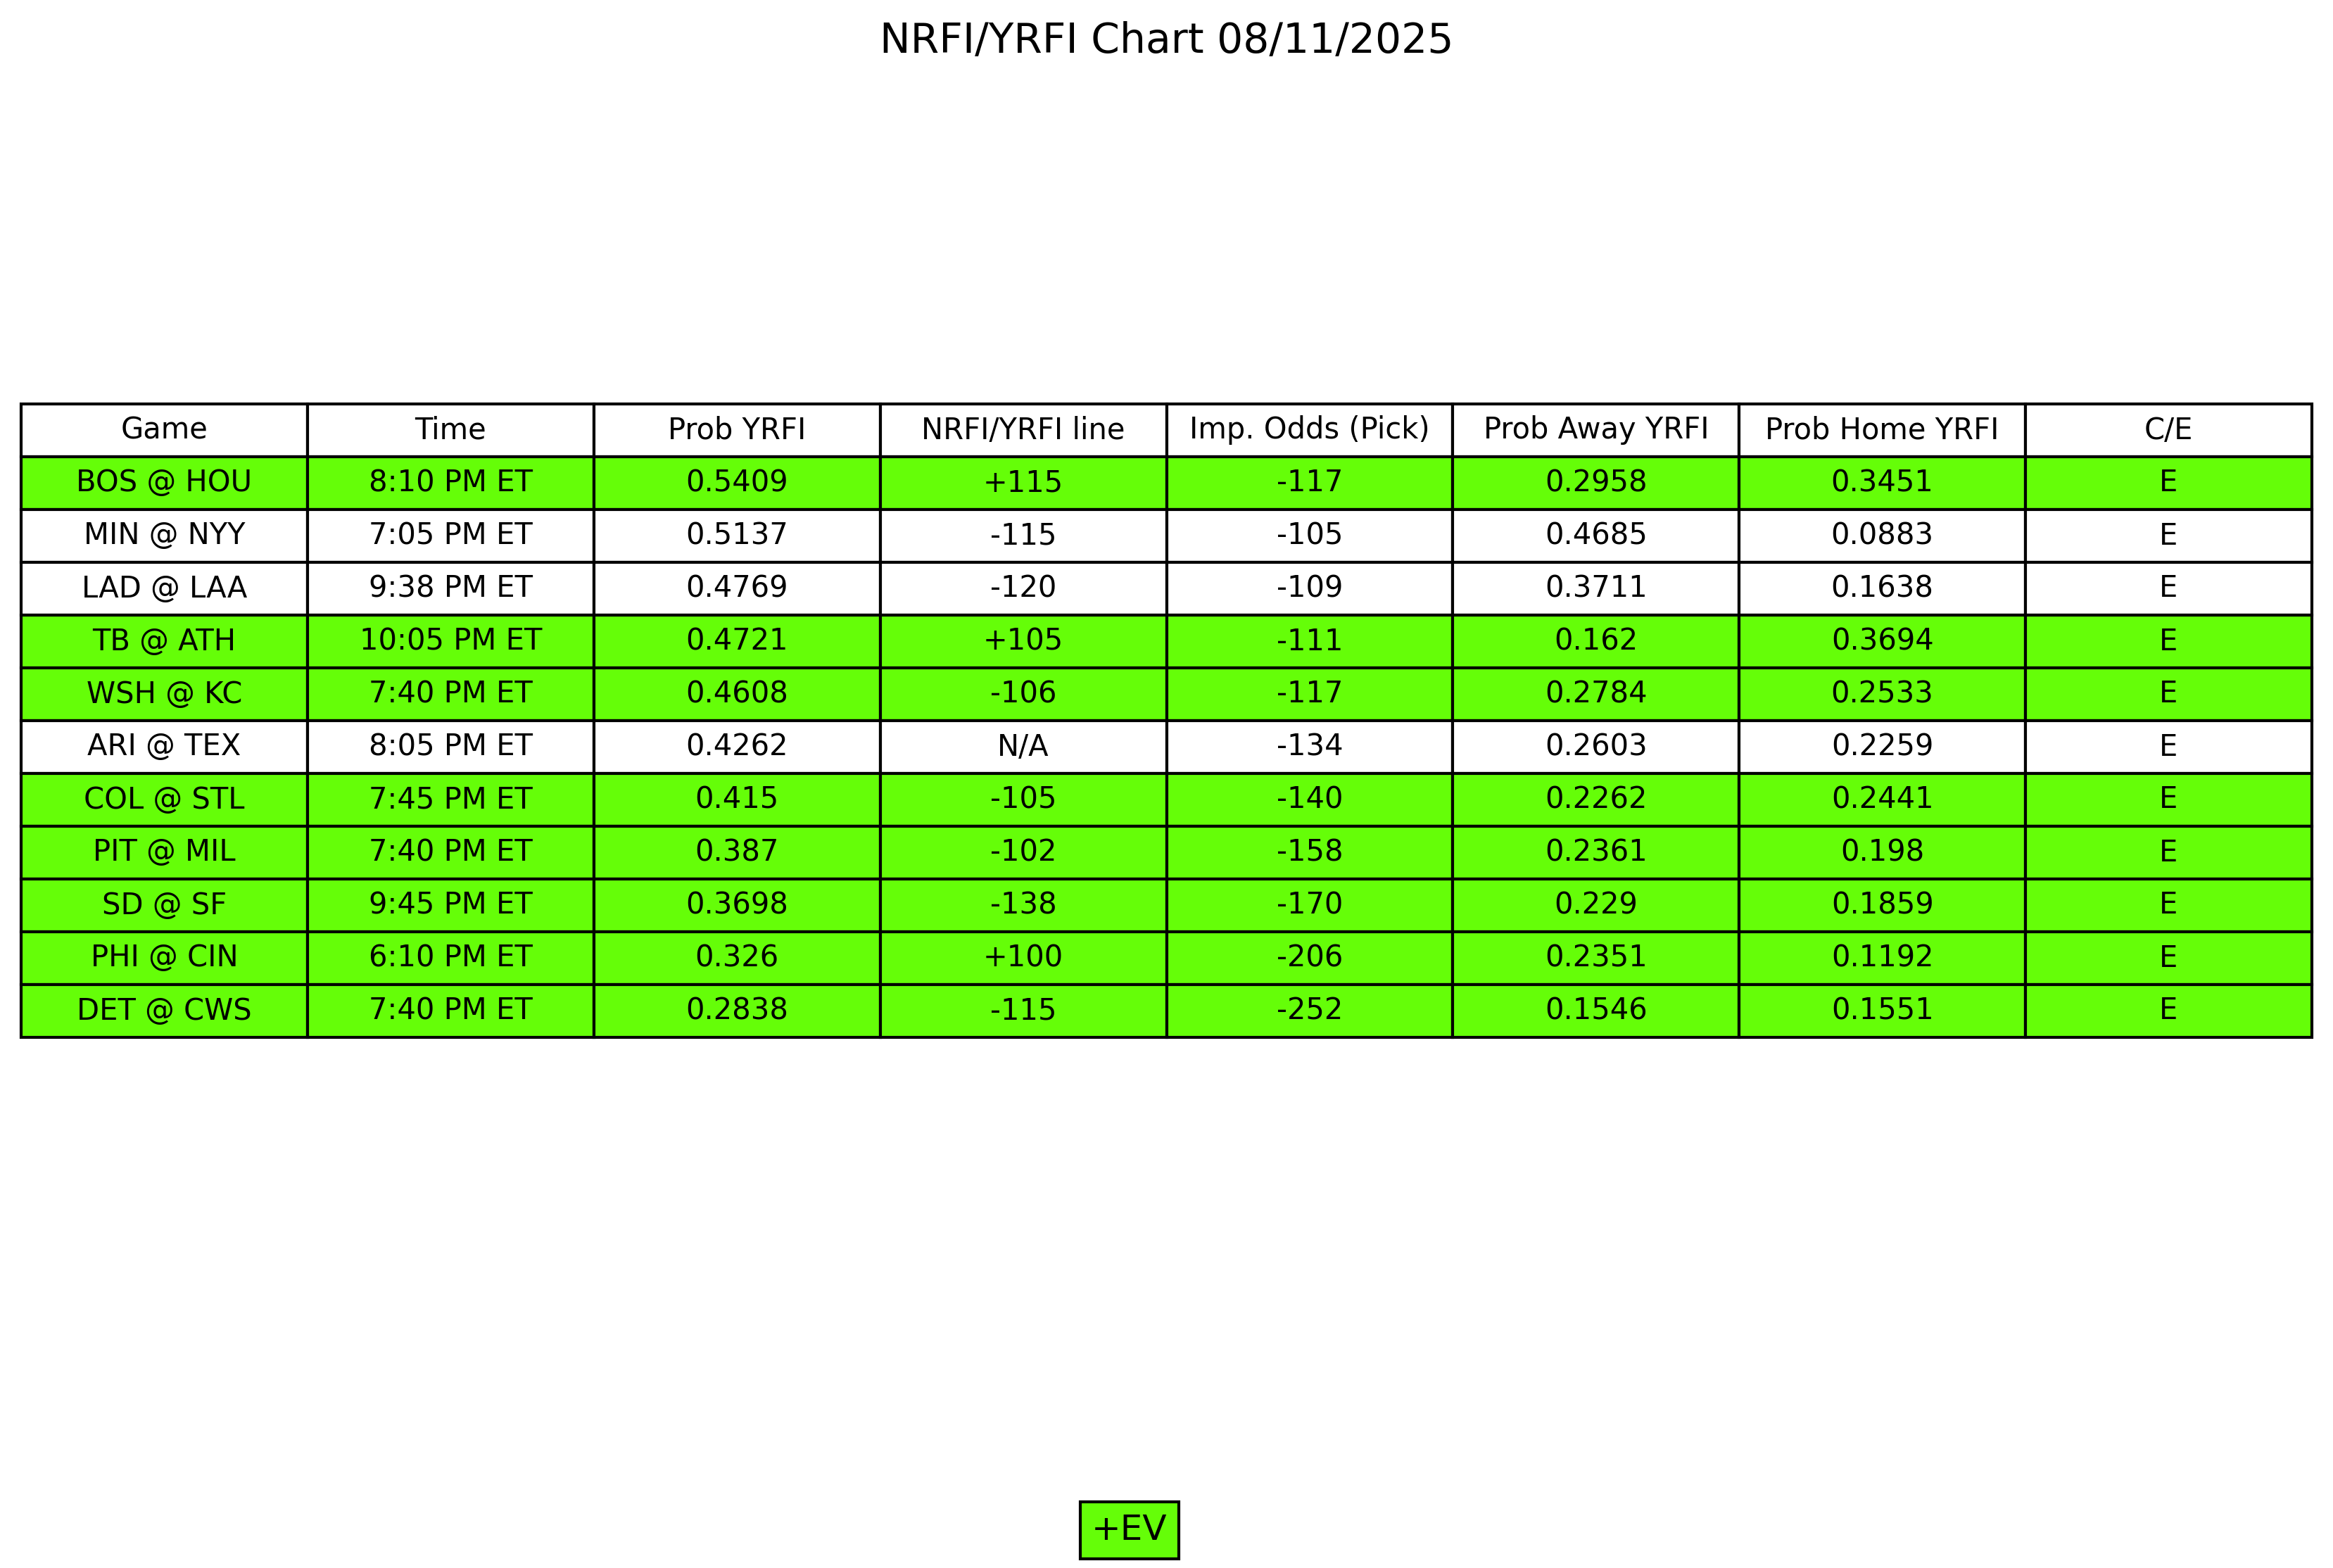 NRFI/YRFI Chart 08/11/2025
Game Time Prob YRFI NRFI/YRFI line Imp. Odds (Pick) Prob Away YRFI Prob Home YRFI C/E
BOS @ HOU 8:10 PM ET 0.5409 +115 -117 0.2958 0.3451 E
MIN @ NYY 7:05 PM ET 0.5137 -115 -105 0.4685 0.0883 E
LAD @ LAA 9:38 PM ET 0.4769 -120 -109 0.3711 0.1638 E
TB @ ATH 10:05 PM ET 0.4721 +105 -111 0.162 0.3694 E
WSH @ KC 7:40 PM ET 0.4608 -106 -117 0.2784 0.2533 E
ARI @ TEX 8:05 PM ET 0.4262 N/A -134 0.2603 0.2259 E
COL @ STL 7:45 PM ET 0.415 -105 -140 0.2262 0.2441 E
PIT @ MIL 7:40 PM ET 0.387 -102 -158 0.2361 0.198 E
SD @ SF 9:45 PM ET 0.3698 -138 -170 0.229 0.1859 E
PHI @ CIN 6:10 PM ET 0.326 +100 -206 0.2351 0.1192 E
DET @ CWS 7:40 PM ET 0.2838 -115 -252 0.1546 0.1551 E
+EV